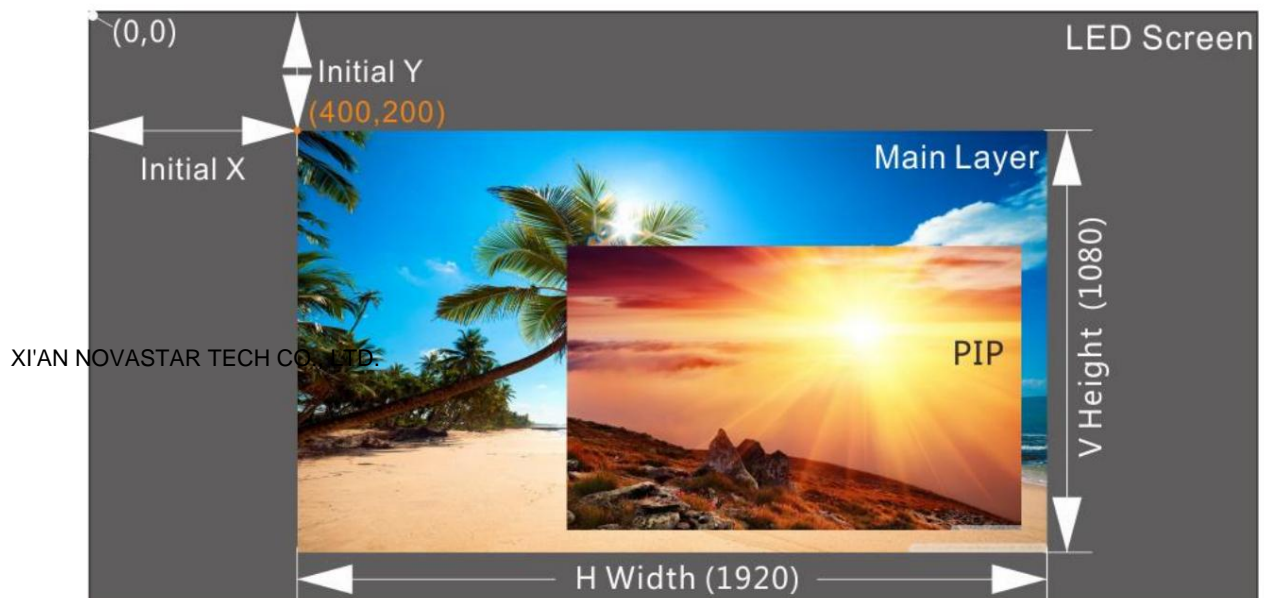 (0,0)
LED Screen
Initial Y
(400,200)
Initial X
Main Layer
XI'AN NOVASTAR TECH CO., LTD.
PIP
V Height (1080)
H Width (1920)